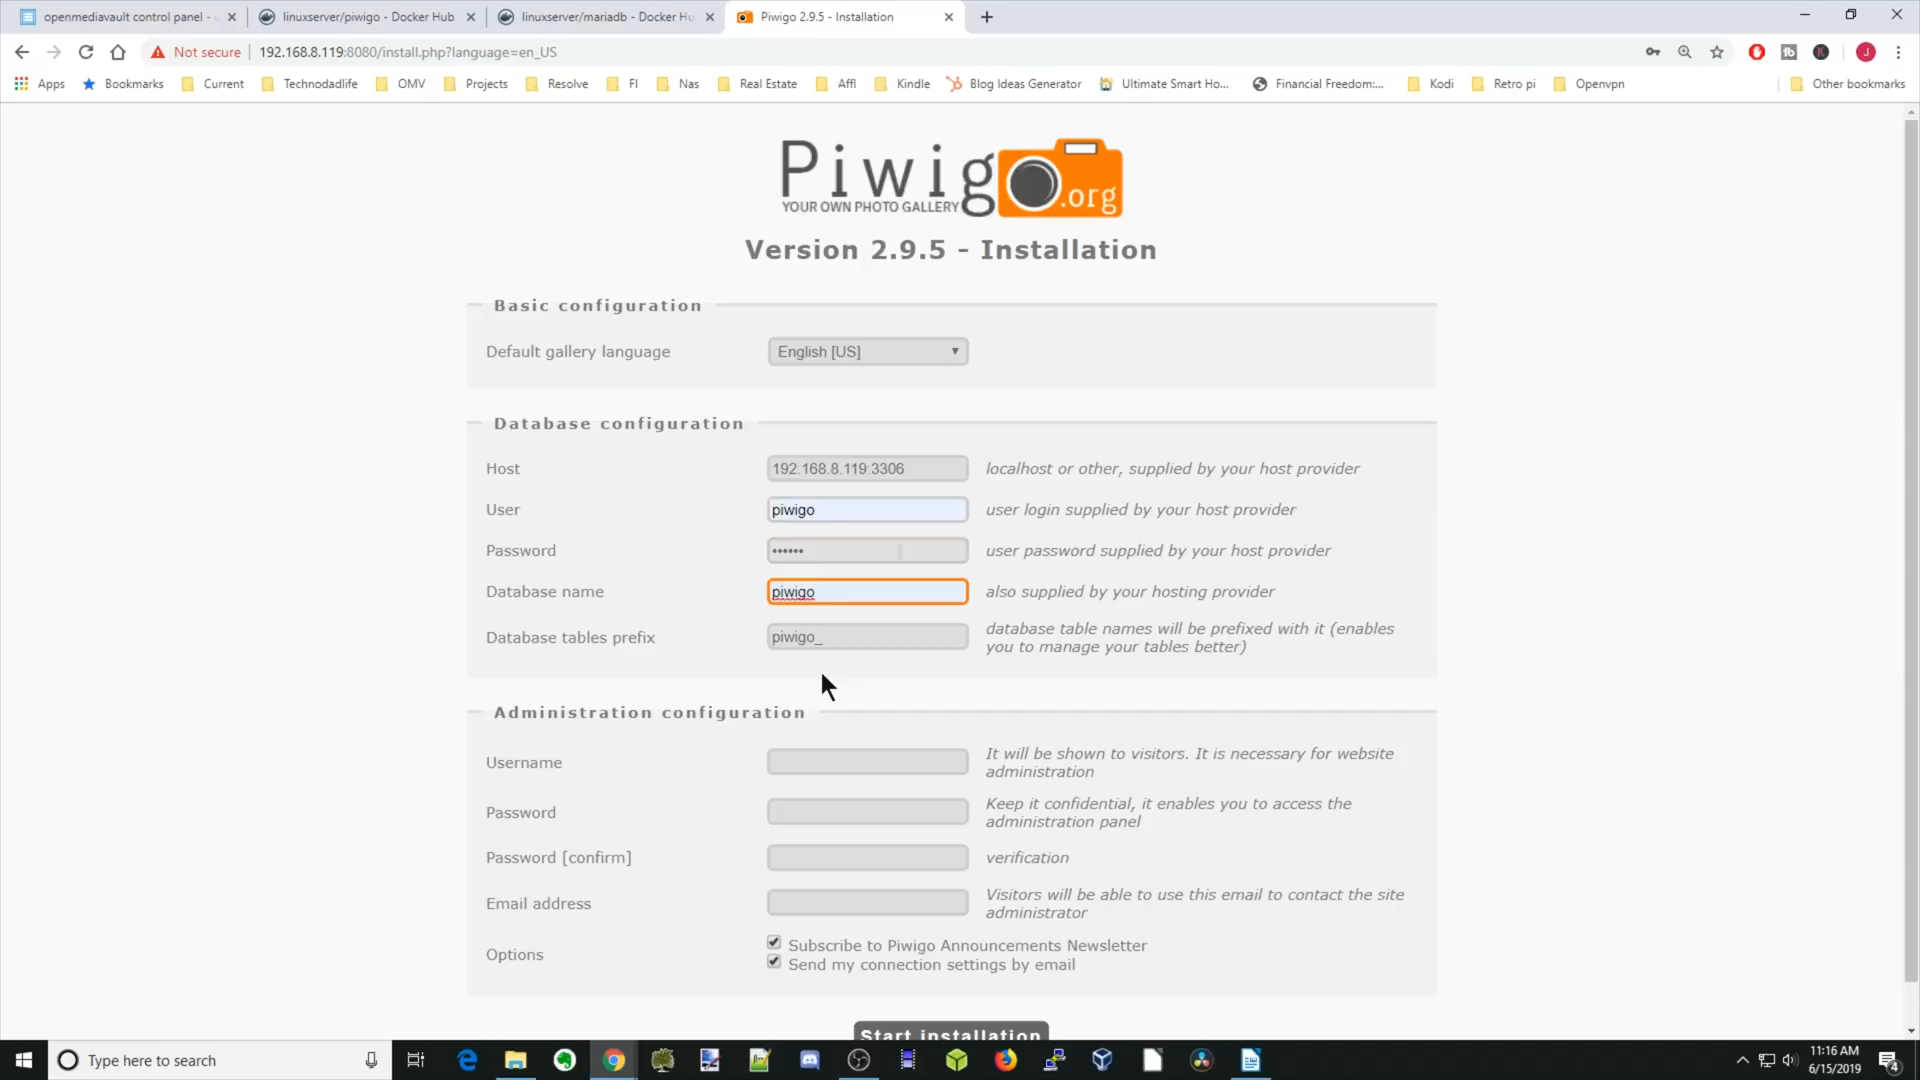 openmediavault control panel - 
linuxserver/piwigo - Docker Hub
linuxserver/mariadb - Docker Hu
Piwigo 2.9.5 - Installation
Not secure
192.168.8.119:8080/install.php?language=en_US
J
Apps
Bookmarks
Current
Technodadlife
OMV
Projects
Resolve
FI
Nas
Real Estate
Affl
Kindle
Blog Ideas Generator
Ultimate Smart Ho...
Financial Freedom:...
Kodi
Retro pi
Openvpn
Other bookmarks
Piwigo.org
YOUR OWN PHOTO GALLERY
Version 2.9.5 - Installation
Basic configuration
Default gallery language
English [US]
Database configuration
Host
192.168.8.119:3306
localhost or other, supplied by your host provider
User
piwigo
user login supplied by your host provider
Password
••••••
user password supplied by your host provider
Database name
piwigo
also supplied by your hosting provider
Database tables prefix
piwigo_
database table names will be prefixed with it (enables
you to manage your tables better)
Administration configuration
Username
It will be shown to visitors. It is necessary for website
administration
Password
Keep it confidential, it enables you to access the
administration panel
Password [confirm]
verification
Email address
Visitors will be able to use this email to contact the site
administrator
Options
Subscribe to Piwigo Announcements Newsletter
Send my connection settings by email
Start installation
Type here to search
11:16 AM
6/15/2019
4